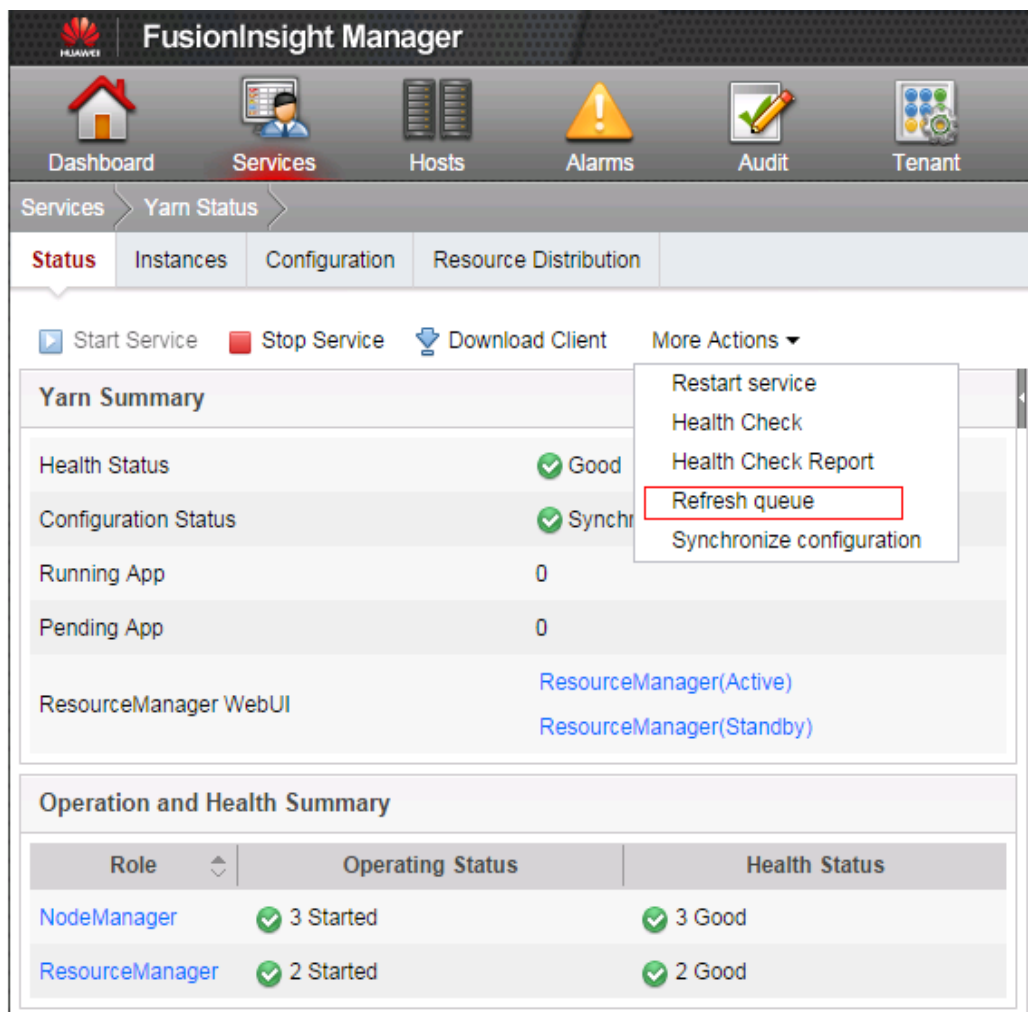 HUAWEI FusionInsight Manager
Dashboard Services Hosts Alarms Audit Tenant
Services Yarn Status
Status Instances Configuration Resource Distribution
Start Service Stop Service Download Client More Actions
Restart service
Health Check
Health Check Report
Refresh queue
Synchronize configuration
Yarn Summary
Health Status Good
Configuration Status
Running App 0
Pending App 0
ResourceManager WebUI
ResourceManager(Active)
ResourceManager(Standby)
Operation and Health Summary
Role Operating Status Health Status
NodeManager 3 Started 3 Good
ResourceManager 2 Started 2 Good